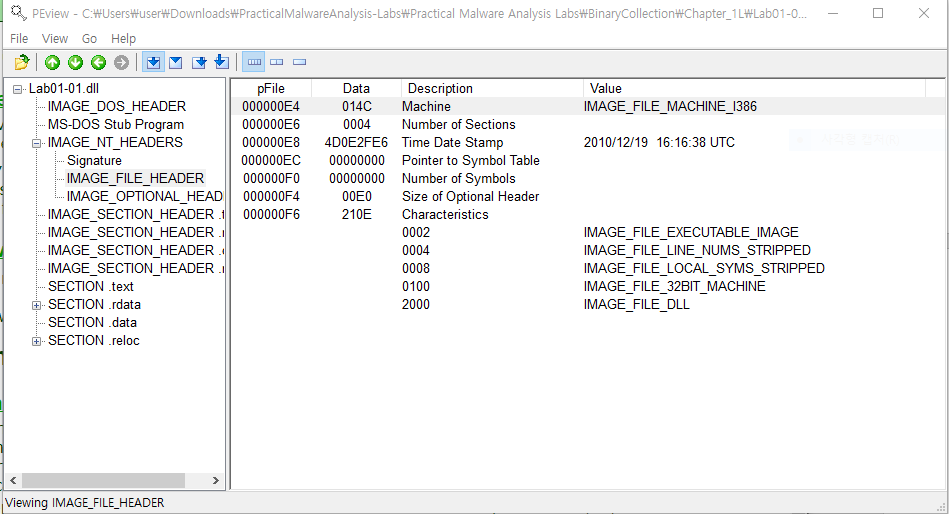 PEview - C:₩Users₩user₩Downloads₩PracticalMalwareAnalysis-Labs₩Practical Malware Analysis Labs₩BinaryCollection₩Chapter_1L₩Lab01-0...
File View Go Help
Lab01-01.dll
IMAGE_DOS_HEADER
MS-DOS Stub Program
IMAGE_NT_HEADERS
Signature
IMAGE_FILE_HEADER
IMAGE_OPTIONAL_HEAD
IMAGE_SECTION_HEADER .t
IMAGE_SECTION_HEADER .r
IMAGE_SECTION_HEADER .c
IMAGE_SECTION_HEADER .r
SECTION .text
SECTION .rdata
SECTION .data
SECTION .reloc
pFile Data Description Value
000000E4 014C Machine IMAGE_FILE_MACHINE_I386
000000E6 0004 Number of Sections
000000E8 4D0E2FE6 Time Date Stamp 2010/12/19 16:16:38 UTC
000000EC 00000000 Pointer to Symbol Table
000000F0 00000000 Number of Symbols
000000F4 00E0 Size of Optional Header
000000F6 210E Characteristics
0002 IMAGE_FILE_EXECUTABLE_IMAGE
0004 IMAGE_FILE_LINE_NUMS_STRIPPED
0008 IMAGE_FILE_LOCAL_SYMS_STRIPPED
0100 IMAGE_FILE_32BIT_MACHINE
2000 IMAGE_FILE_DLL
Viewing IMAGE_FILE_HEADER